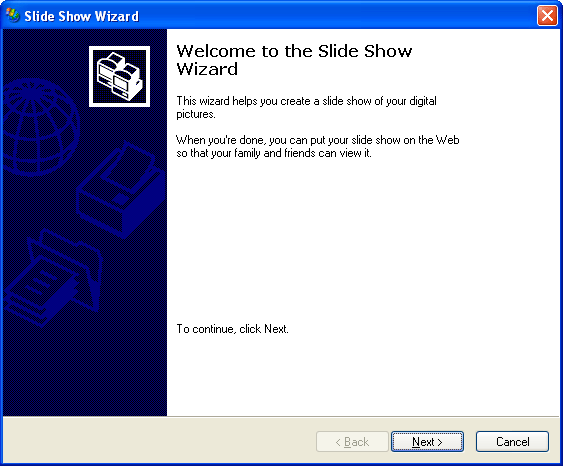 Slide Show Wizard
Welcome to the Slide Show
Wizard
This wizard helps you create a slide show of your digital
pictures.
When you're done, you can put your slide show on the Web
so that your family and friends can view it.
To continue, click Next.
< Back
Next >
Cancel